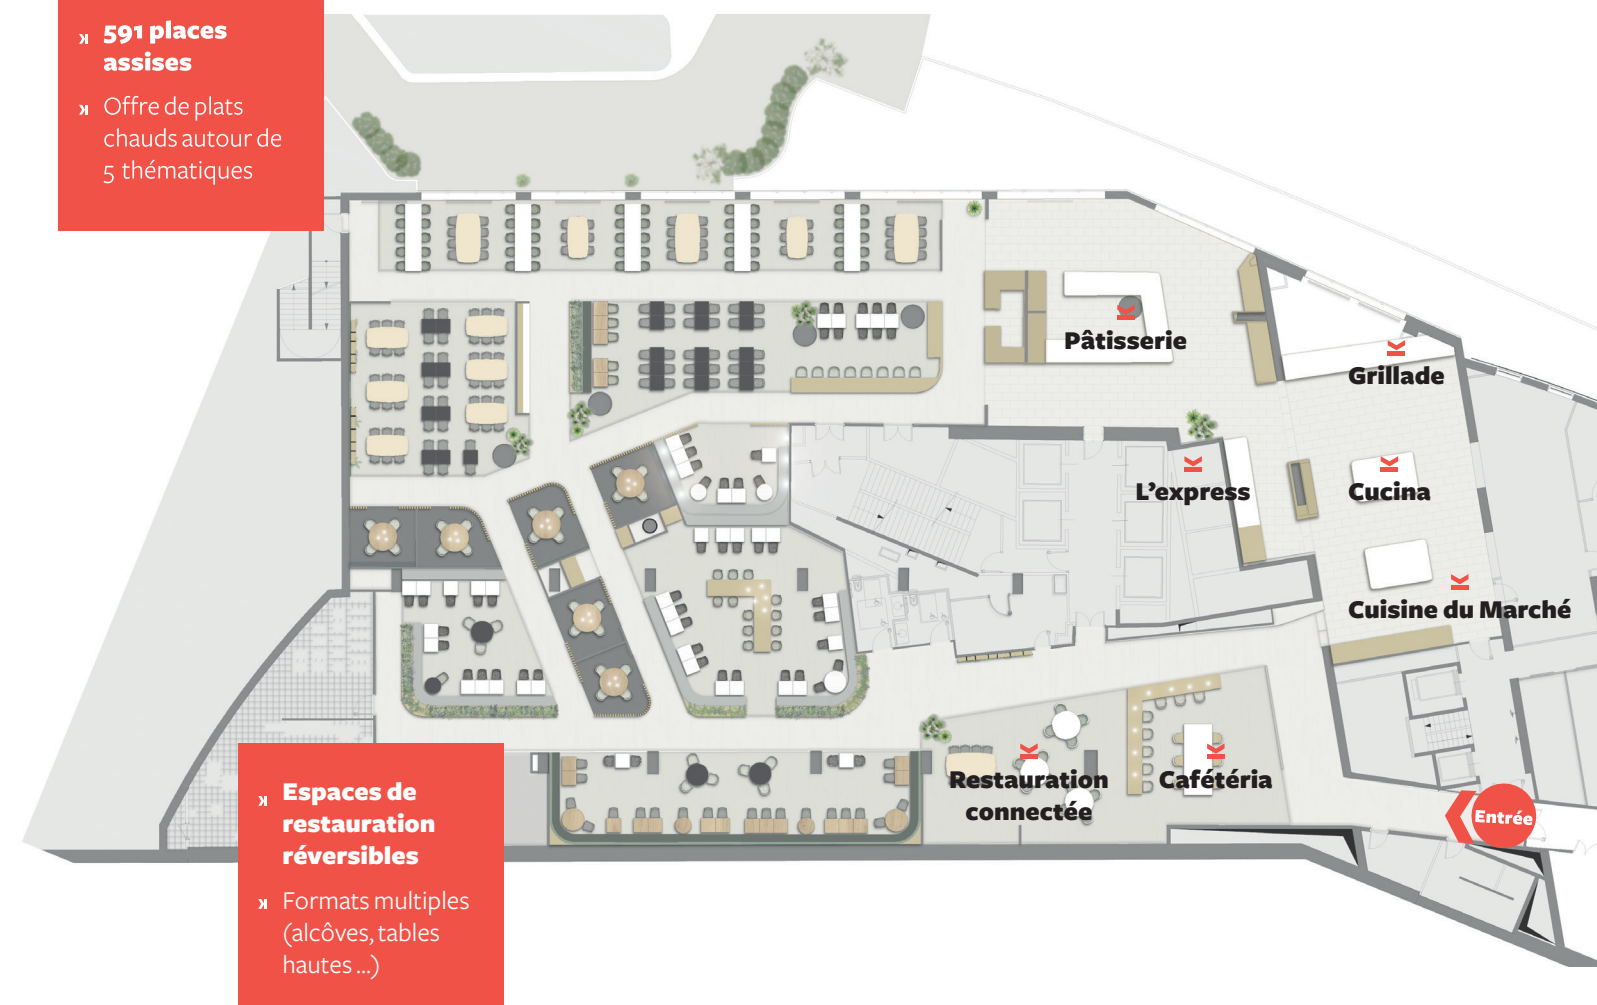 591 places
assises
Offre de plats
chauds autour de
5 thématiques
Pâtisserie
Grillade
L’express
Cucina
Cuisine du Marché
Restauration
connectée
Cafétéria
Entrée
Espaces de
restauration
réversibles
Formats multiples
(alcôves, tables
hautes ...)